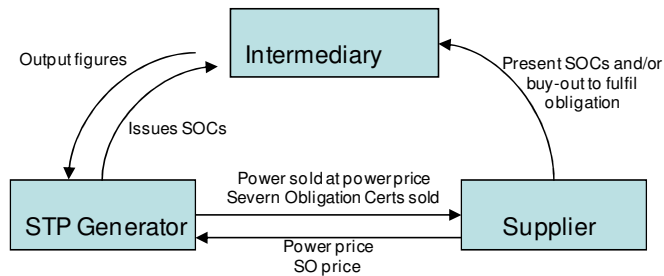 Output figures
Intermediary
Present SOCs and/or
buy-out to fulfil
obligation
Issues SOCs
Power sold at power price
Severn Obligation Certs sold
STP Generator
Supplier
Power price
SO price